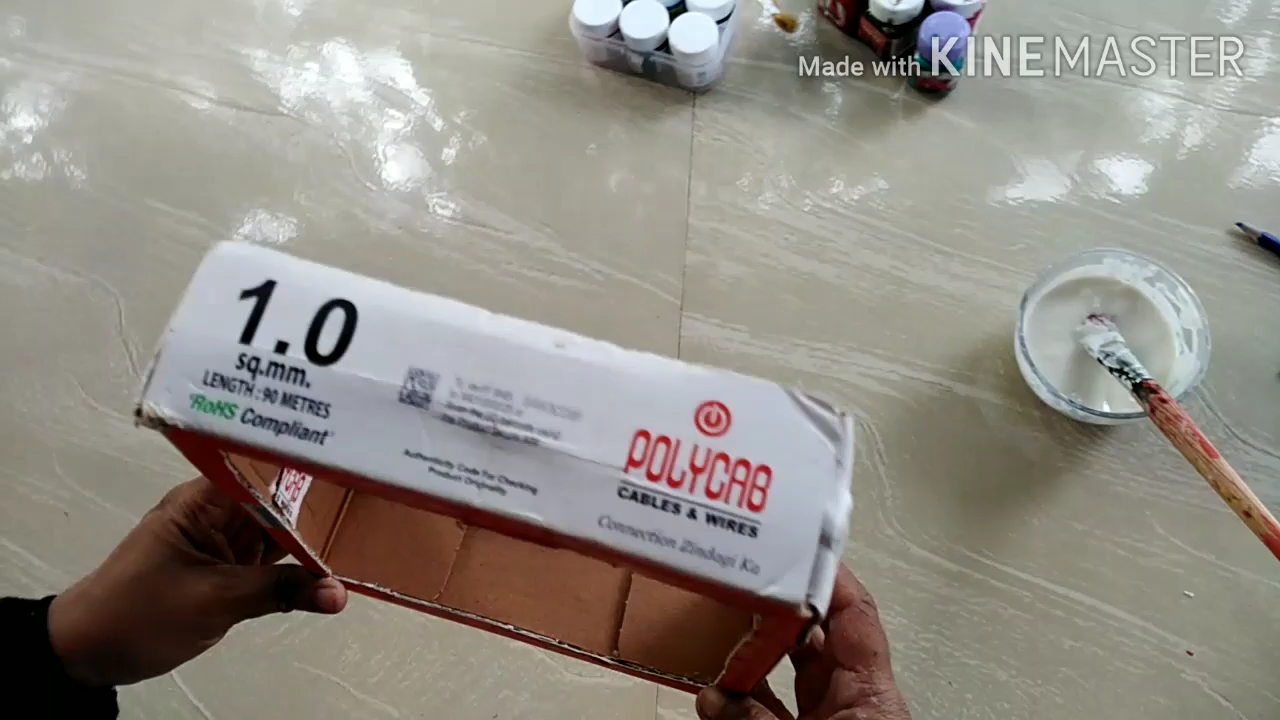 Made with KINEMASTER
1.0
sq.mm.
LENGTH : 90 METRES
RoHS Compliant
Authenticity Code For Checking
Product Originality
POLYCAB
CABLES & WIRES
Connection Zindagi Ka